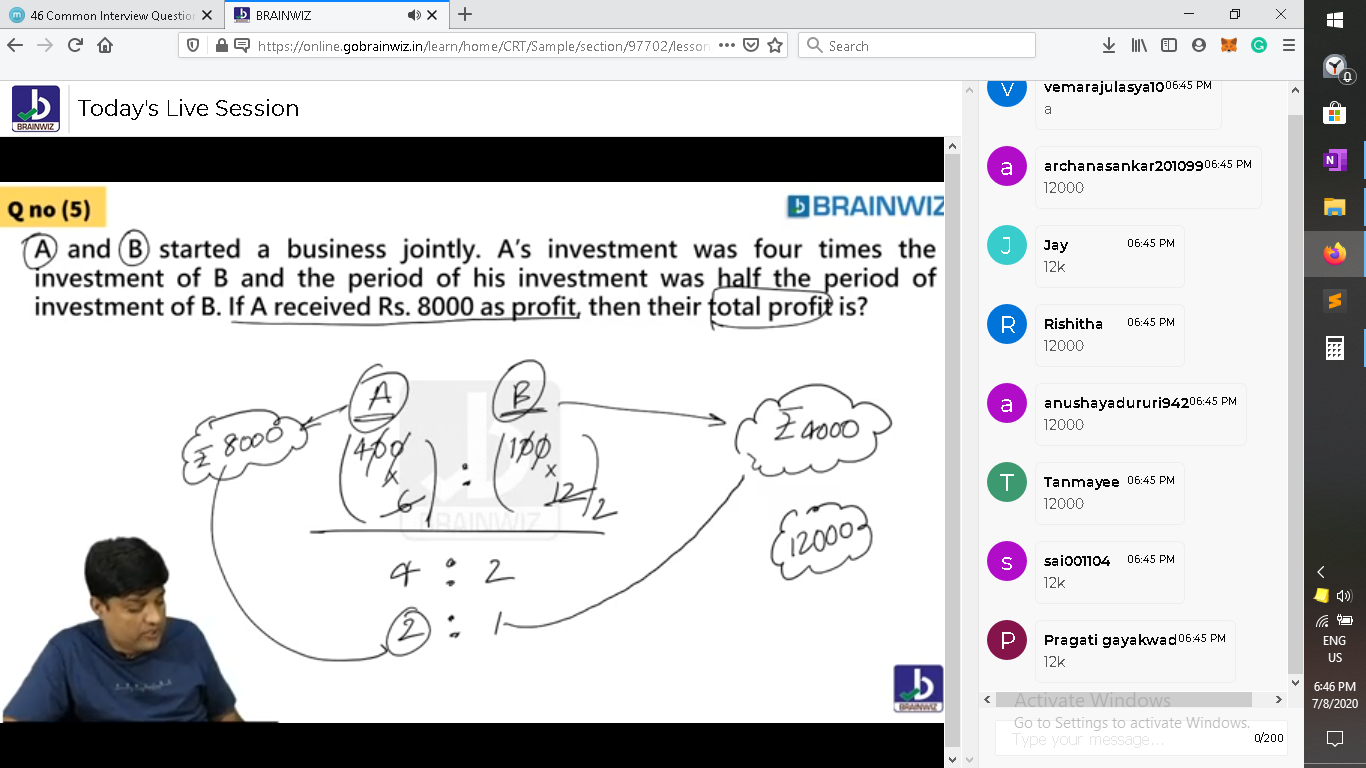 46 Common Interview Question
BRAINWIZ
https://online.gobrainwiz.in/learn/home/CRT/Sample/section/97702/lesson
Search
BRAINWIZ
Today's Live Session
Q no (5)
BRAINWIZ
A and B started a business jointly. A's investment was four times the
investment of B and the period of his investment was half the period of
investment of B. If A received Rs. 8000 as profit, then their total profit is?
A B
₹ 8000 ₹ 4000
400 : 100
x x
6 12 2
BRAINWIZ
12000
4 : 2
2 : 1
vemarajulasya10 06:45 PM
a
a
archanasankar201099 06:45 PM
12000
J
Jay 06:45 PM
12k
R
Rishitha 06:45 PM
12000
a
anushayadururi942 06:45 PM
12000
T
Tanmayee 06:45 PM
12000
s
sai001104 06:45 PM
12k
P
Pragati gayakwad 06:45 PM
12k
Activate Windows
Go to Settings to activate Windows.
Type your message...
0/200
ENG
US
6:46 PM
7/8/2020